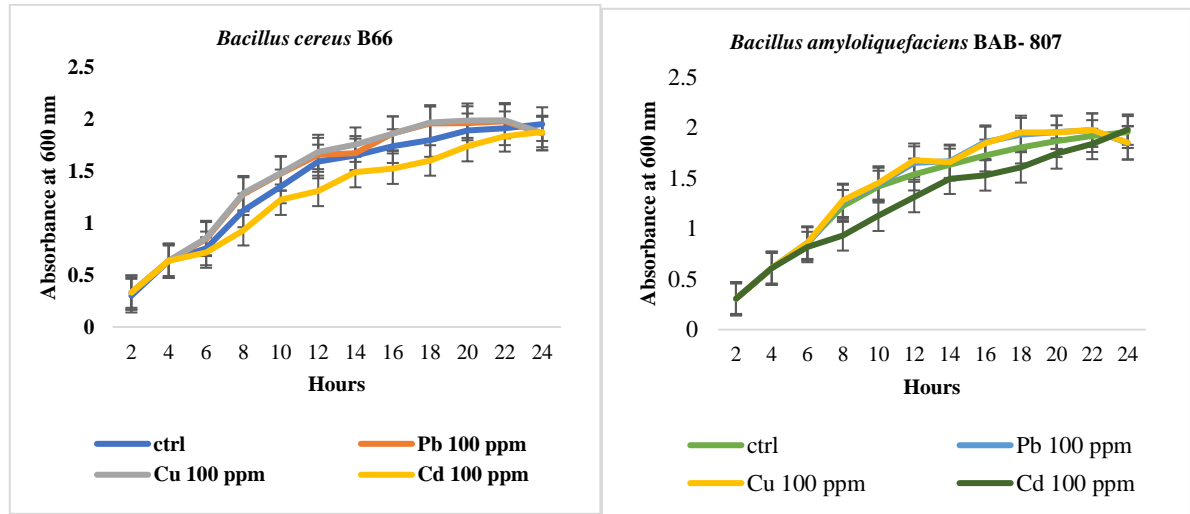 Bacillus cereus B66
Absorbance at 600 nm
2.5
2
1.5
1
0.5
0
2 4 6 8 10 12 14 16 18 20 22 24
Hours
ctrl Pb 100 ppm
Cu 100 ppm Cd 100 ppm
Bacillus amyloliquefaciens BAB- 807
Absorbance at 600 nm
2.5
2
1.5
1
0.5
0
2 4 6 8 10 12 14 16 18 20 22 24
Hours
ctrl Pb 100 ppm
Cu 100 ppm Cd 100 ppm